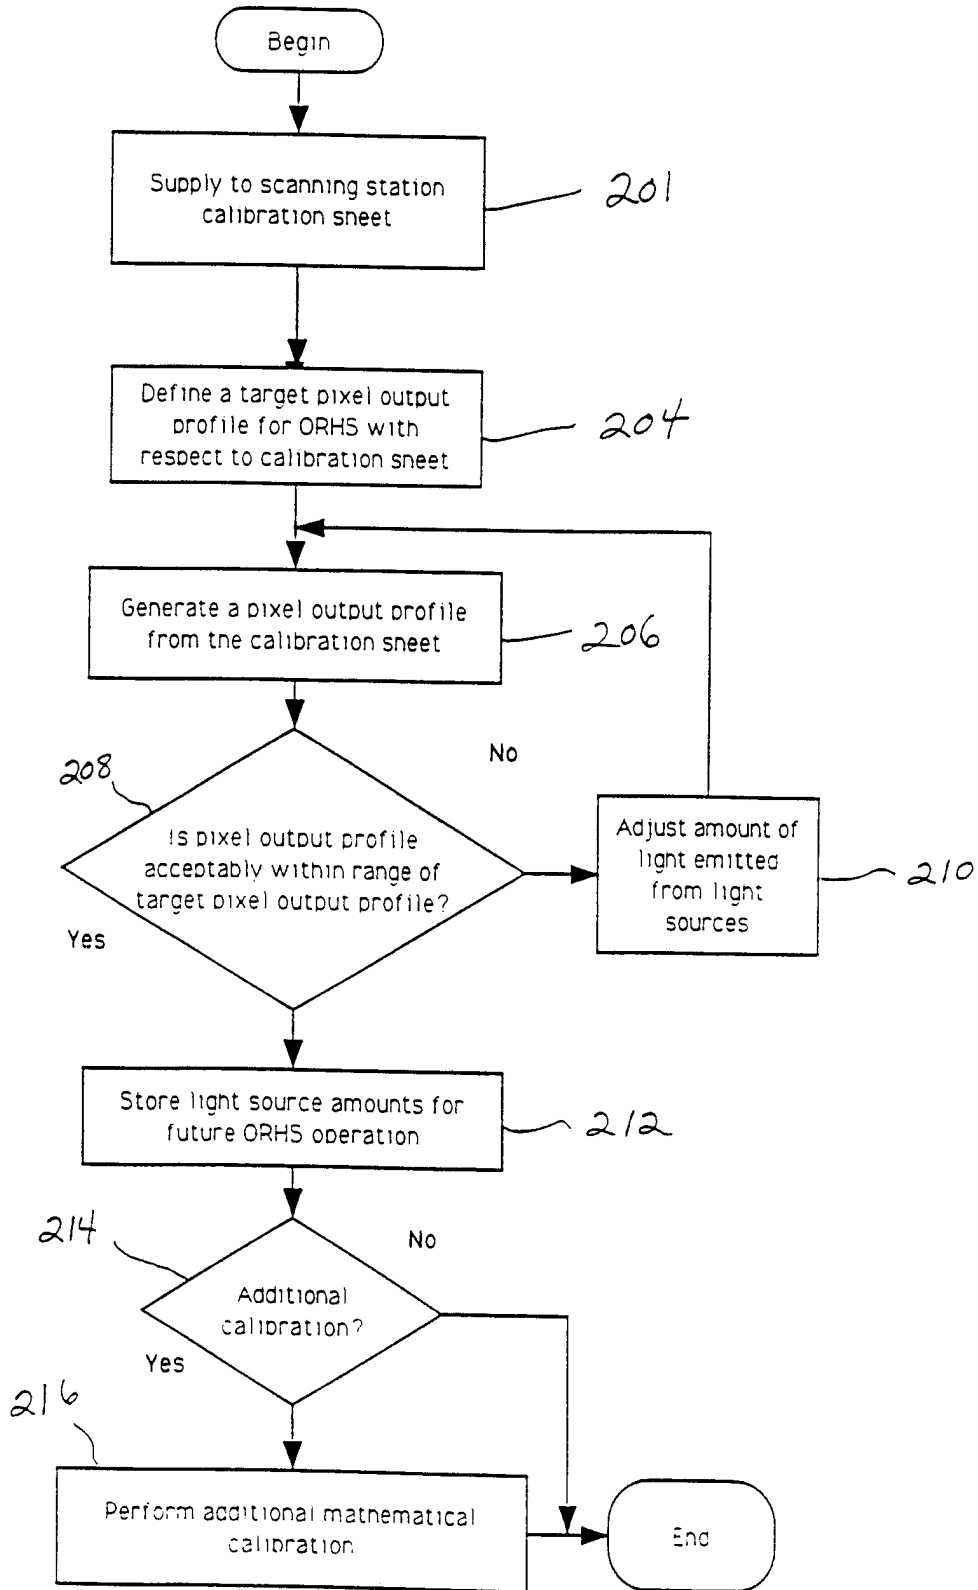 Begin
Supply to scanning station
calibration sheet
201
Define a target pixel output
profile for ORHS with
respect to calibration sheet
204
Generate a pixel output profile
from the calibration sheet
206
208
No
Is pixel output profile
acceptably within range of
target pixel output profile?
Yes
Adjust amount of
light emitted
from light
sources
210
Store light source amounts for
future ORHS operation
212
214
No
Additional
calibration?
Yes
216
Perform additional mathematical
calibration
End